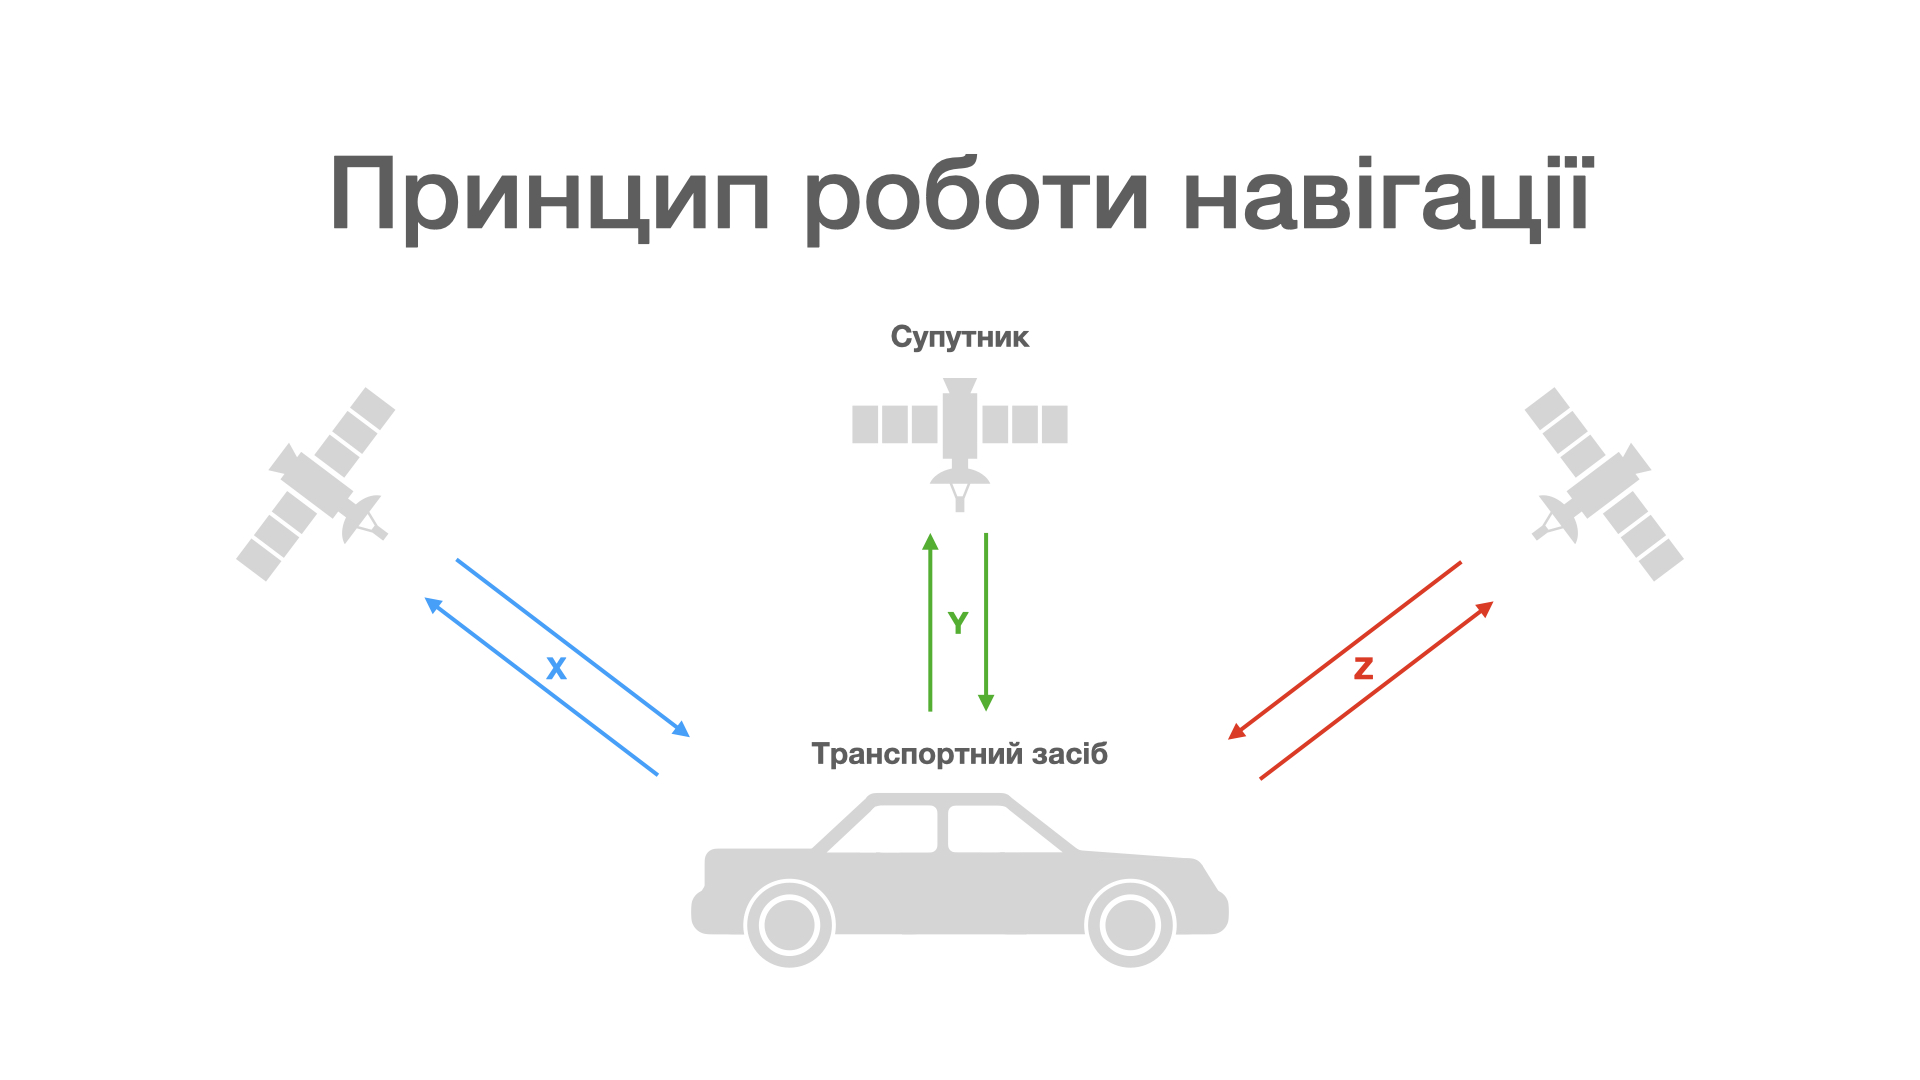 Принцип роботи навігації
Супутник
Y
X
Z
Транспортний засіб